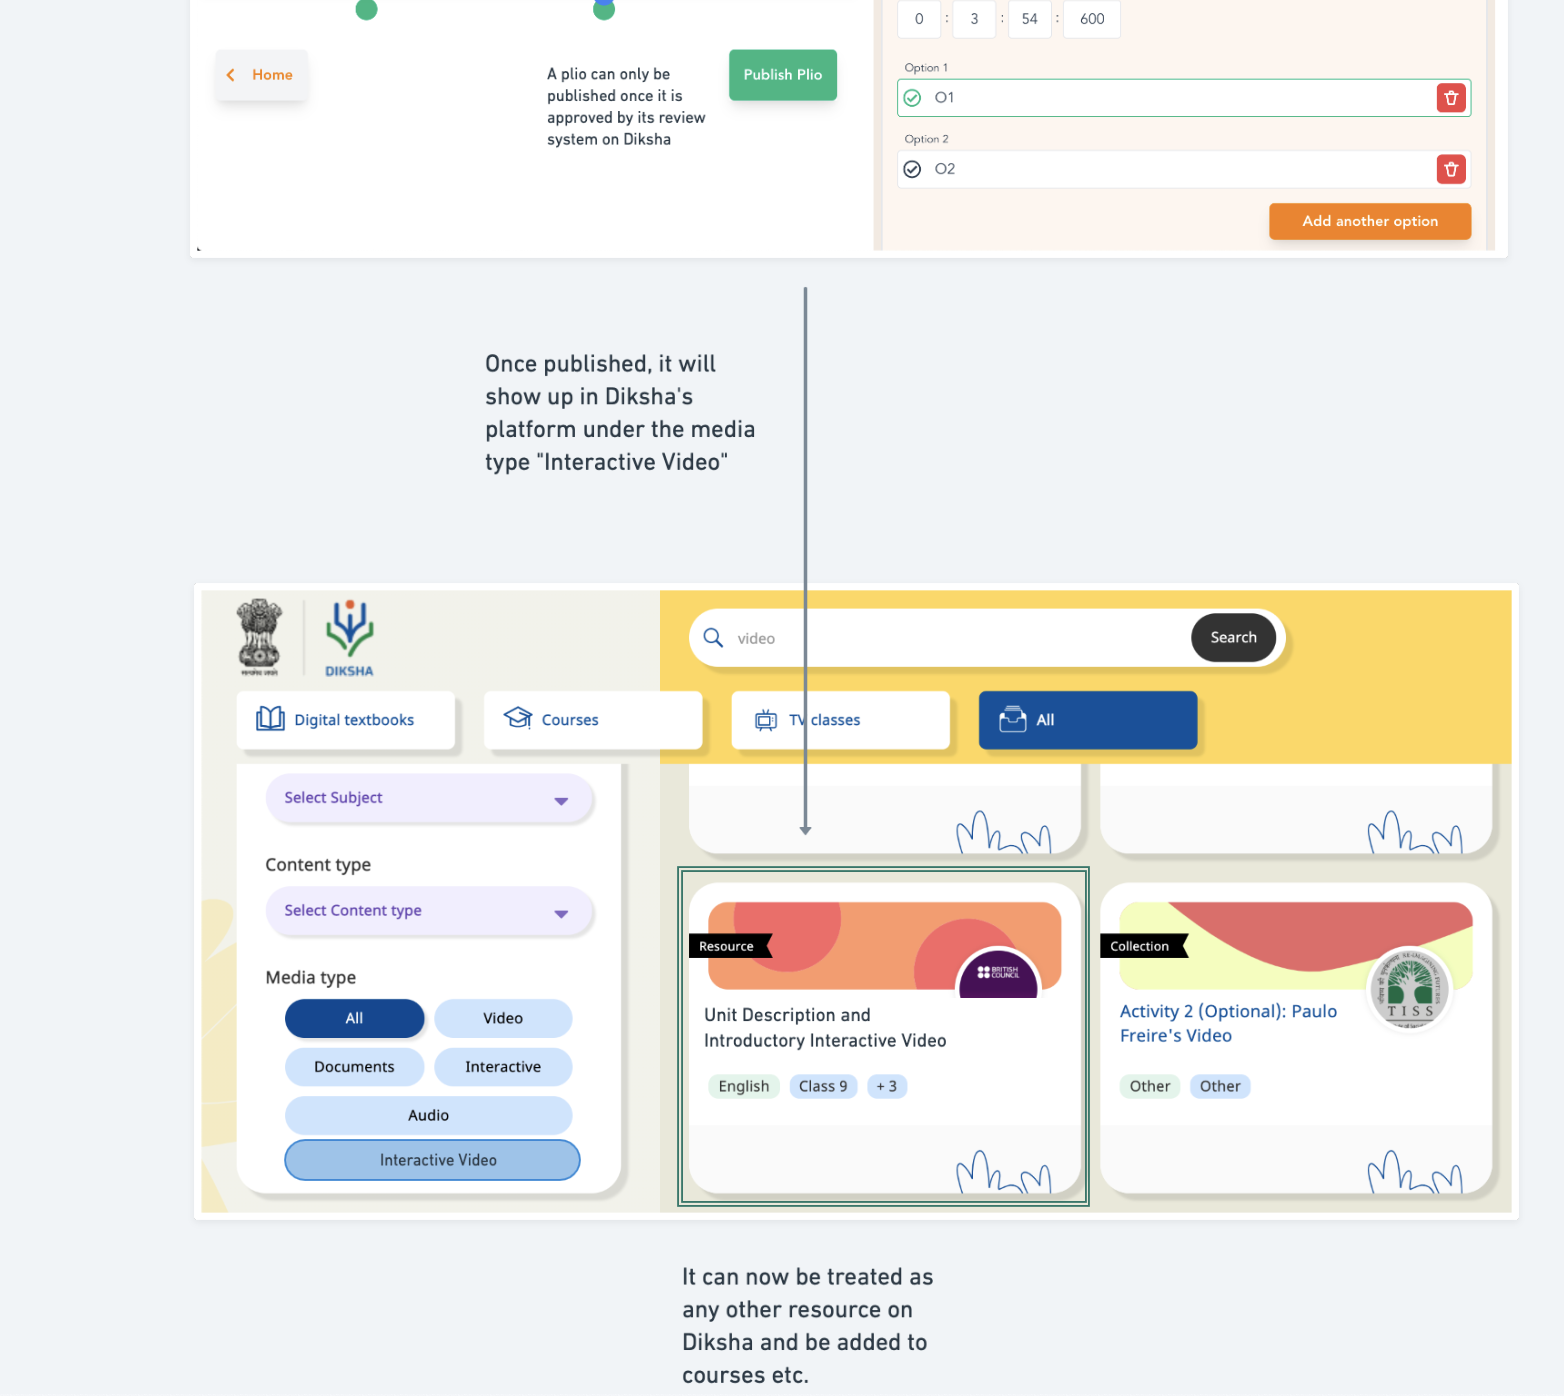 0 : 3 : 54 : 600
Home
A plio can only be
published once it is
approved by its review
system on Diksha
Publish Plio
Option 1
O1
Option 2
O2
Add another option
Once published, it will
show up in Diksha's
platform under the media
type "Interactive Video"
DIKSHA
video
Search
Digital textbooks
Courses
TV classes
All
Select Subject
Content type
Select Content type
Media type
All
Video
Documents
Interactive
Audio
Interactive Video
Resource
BRITISH
COUNCIL
Unit Description and
Introductory Interactive Video
English
Class 9
+ 3
Collection
TISS
Activity 2 (Optional): Paulo
Freire's Video
Other
Other
It can now be treated as
any other resource on
Diksha and be added to
courses etc.